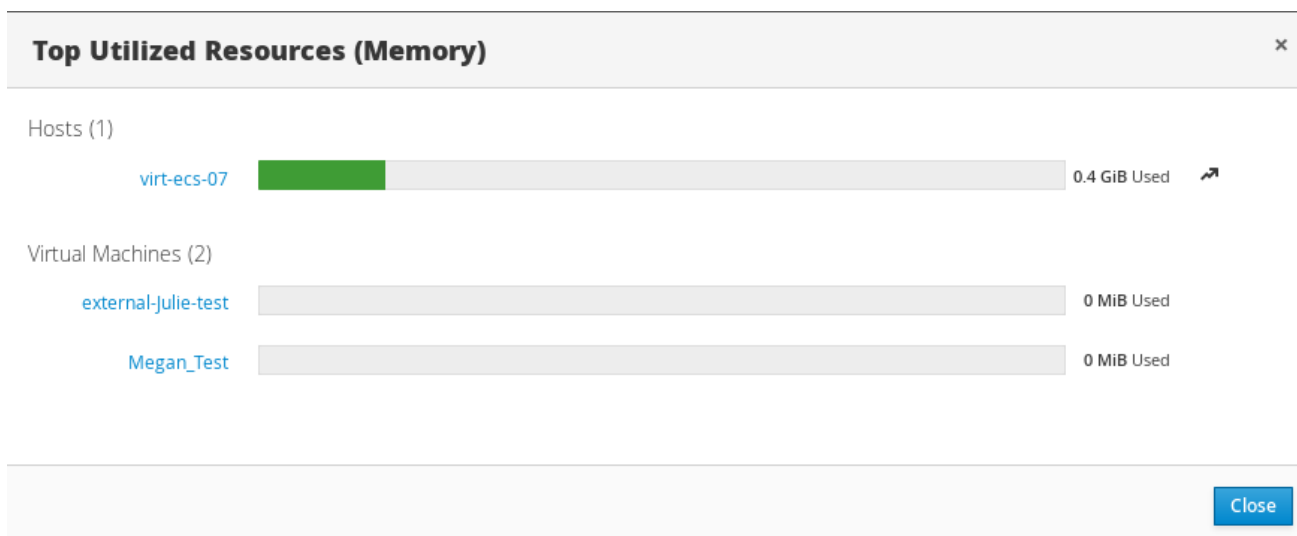 Top Utilized Resources (Memory)
×
Hosts (1)
virt-ecs-07 0.4 GiB Used
Virtual Machines (2)
external-Julie-test 0 MiB Used
Megan_Test 0 MiB Used
Close